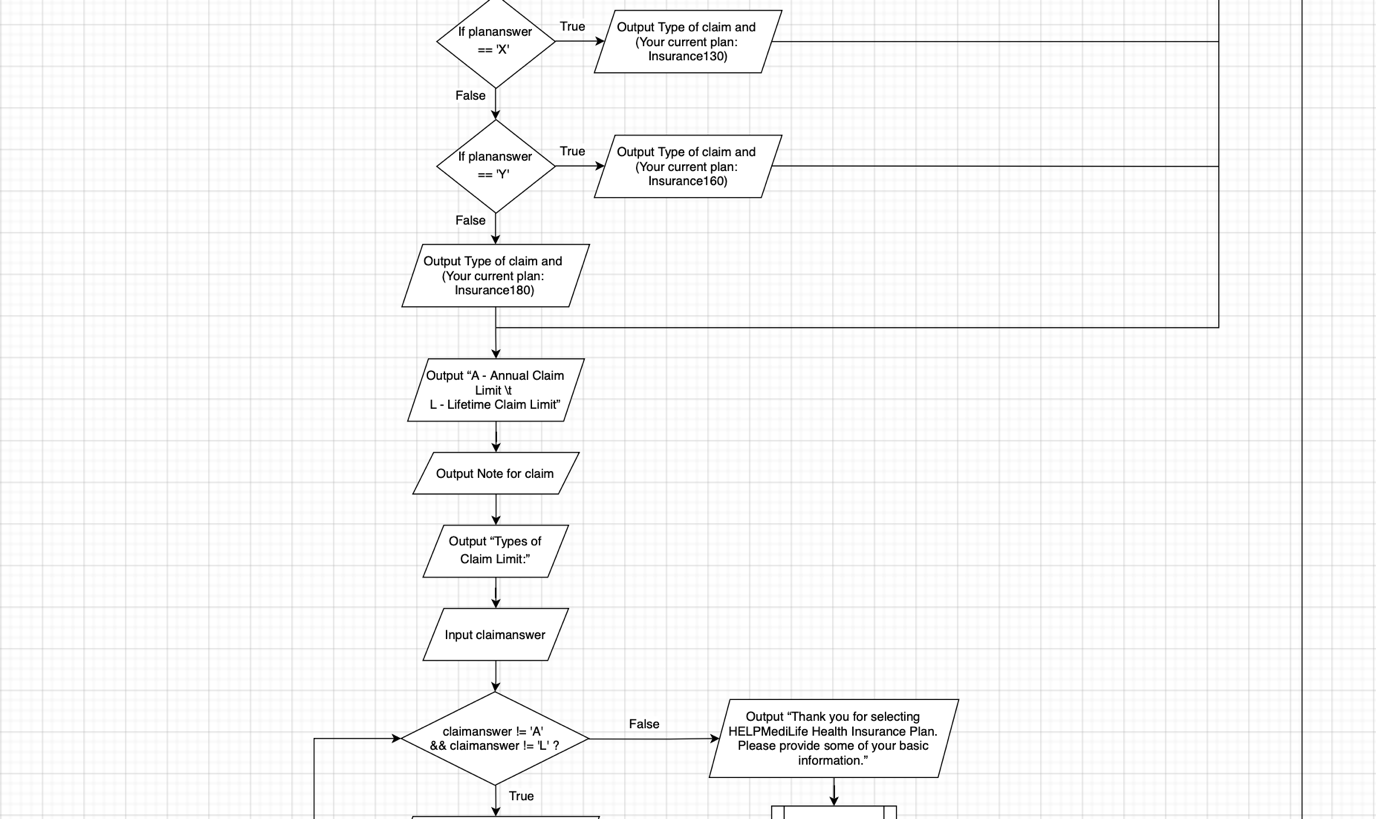 If plananswer
== 'X'
True
Output Type of claim and
(Your current plan:
Insurance130)
False
If plananswer
== 'Y'
True
Output Type of claim and
(Your current plan:
Insurance160)
False
Output Type of claim and
(Your current plan:
Insurance180)
Output “A - Annual Claim
Limit \t
L - Lifetime Claim Limit”
Output Note for claim
Output “Types of
Claim Limit:”
Input claimanswer
claimanswer != 'A'
&& claimanswer != 'L' ?
False
Output “Thank you for selecting
HELPMediLife Health Insurance Plan.
Please provide some of your basic
information.”
True